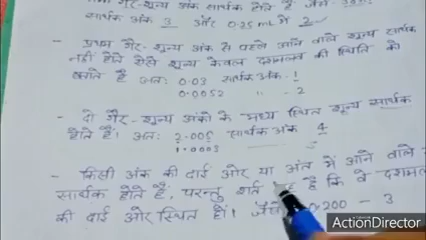 गैर-शून्य अंक सार्थक होते हैं जैसे
सार्थक अंक 3 और 0.25 mL में 2
- प्रथम गैर-शून्य अंक से पहले आने वाले शून्य सार्थक
नहीं होते ऐसे शून्य केवल दशमलव की स्थिति को
बताते हैं अतः 0.03 सार्थक अंक - 1
0.0052 " - 2
- दो गैर-शून्य अंकों के मध्य स्थित शून्य सार्थक
होते हैं। अतः 2.005 सार्थक अंक 4
1.0003 - 5
- किसी अंक की दाईं ओर या अंत में आने वाले
सार्थक होते हैं, परन्तु शर्त है कि वे दशमलव
की दाईं ओर स्थित हों। जैसे 200 - 3
ActionDirector